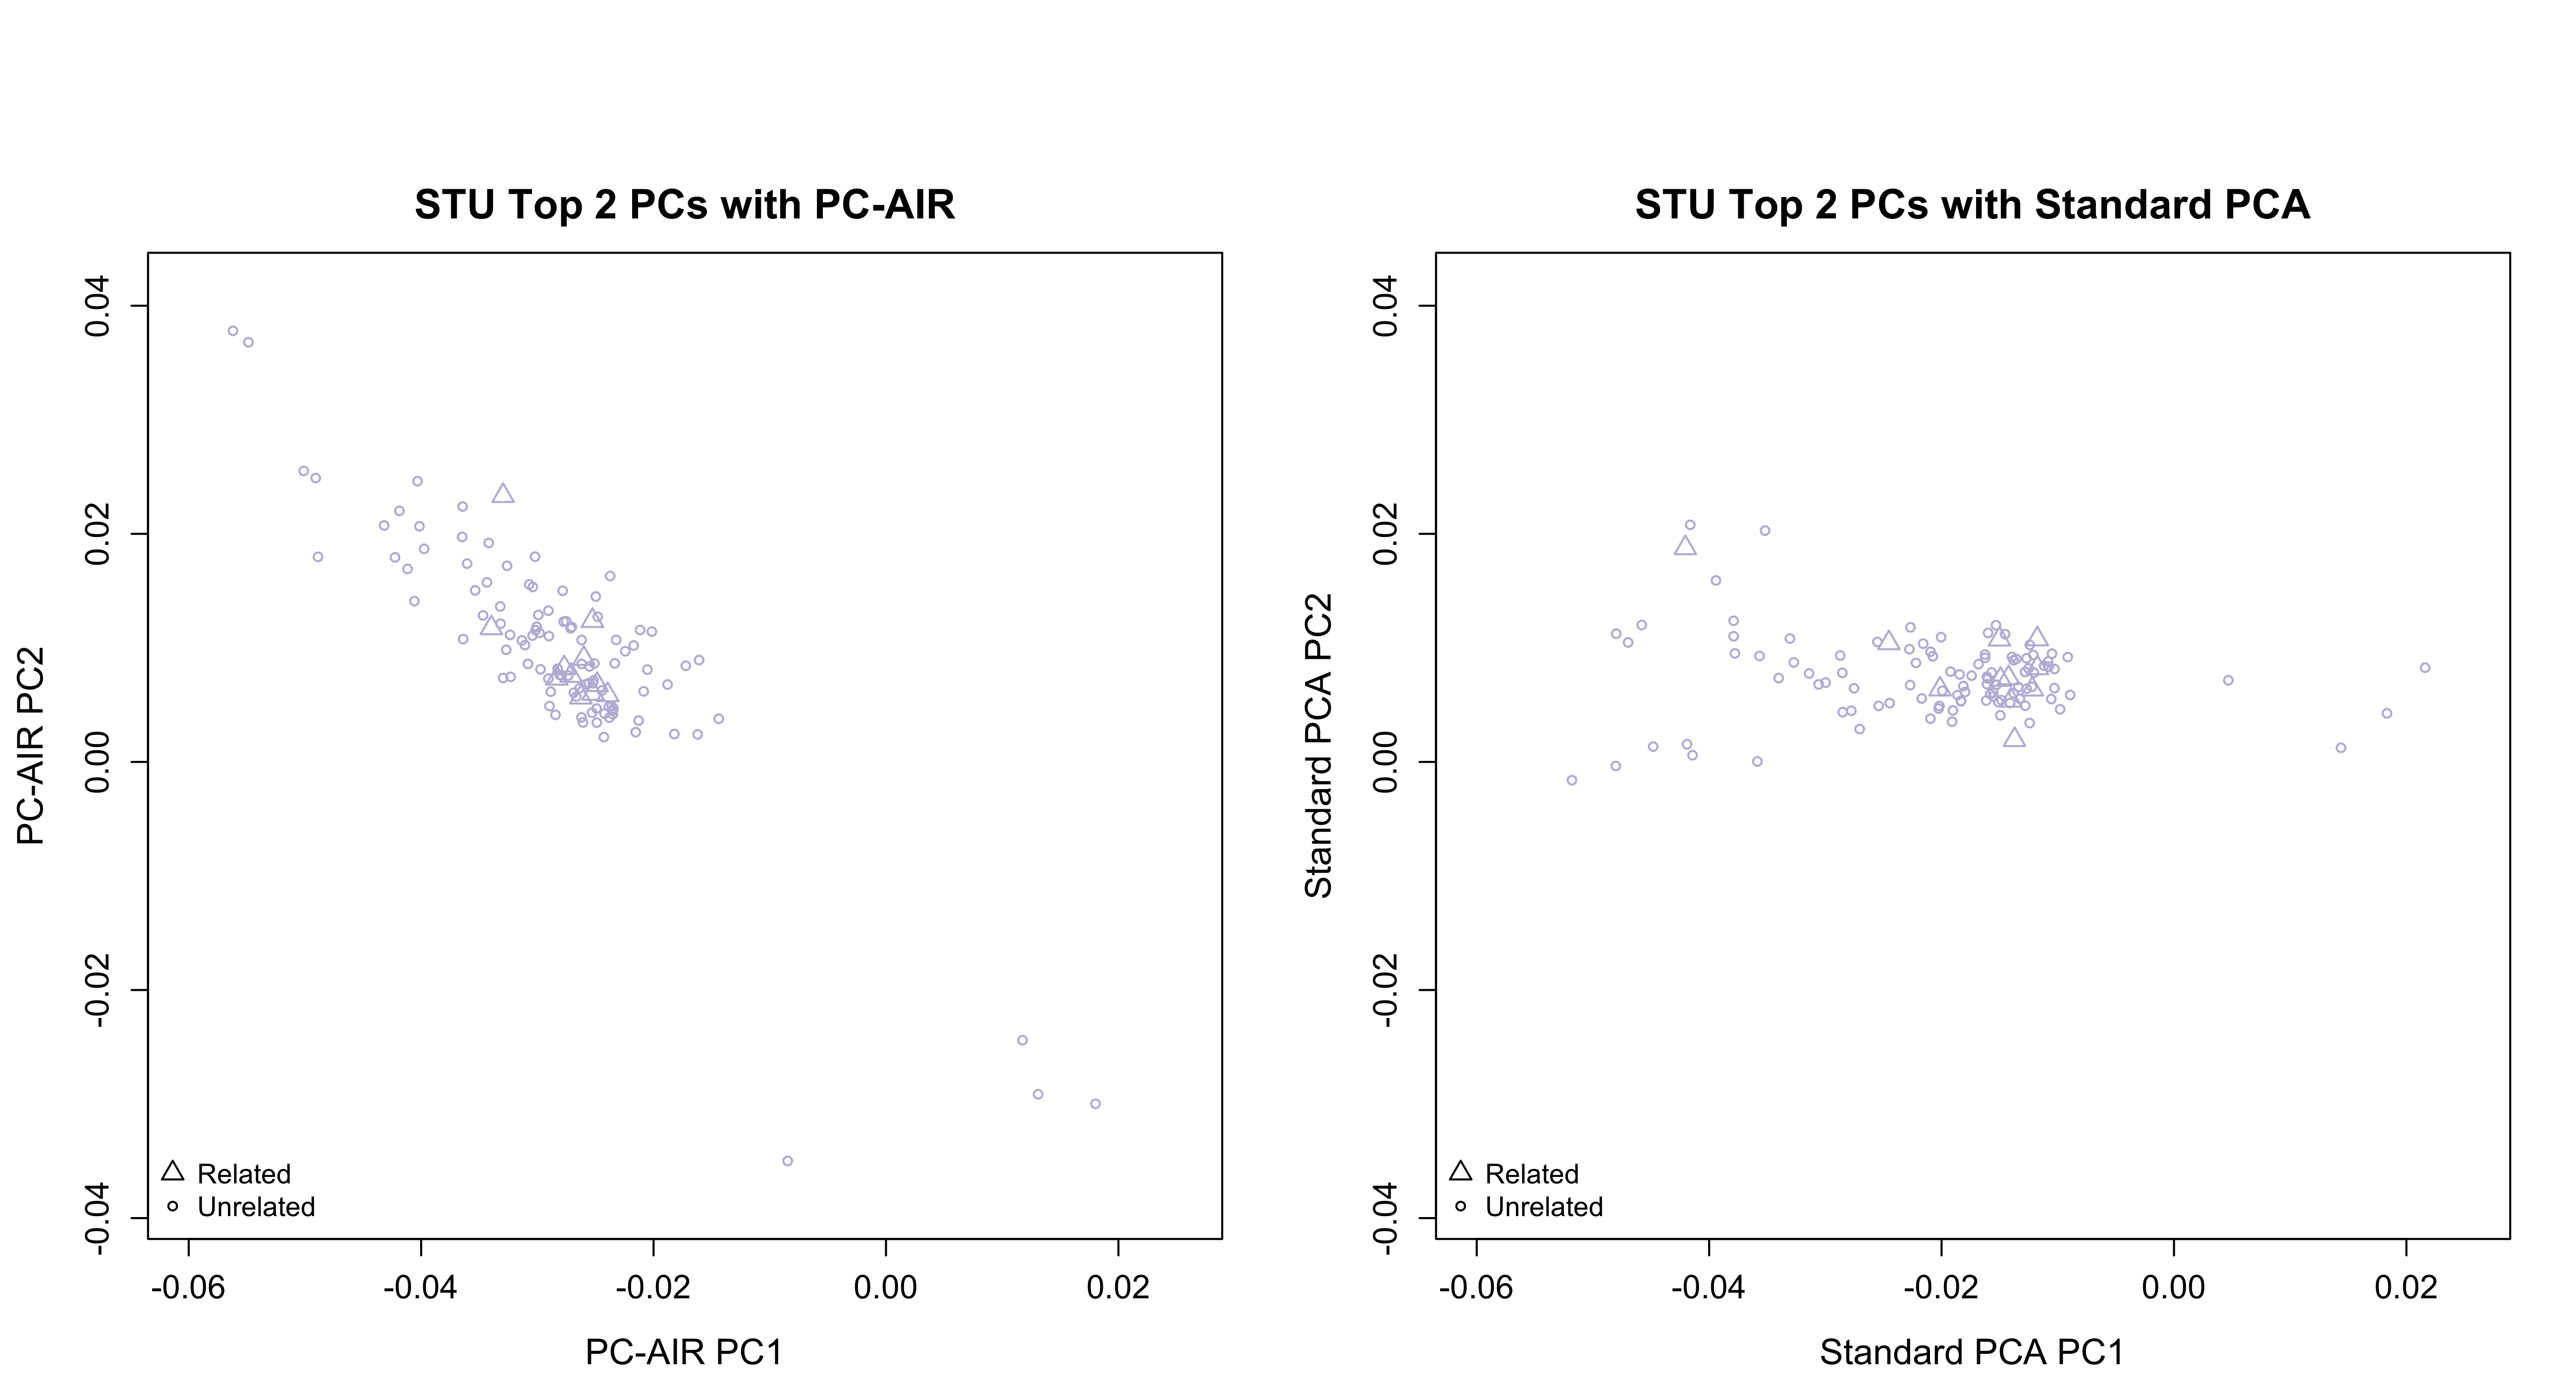 STU Top 2 PCs with PC-AIR
PC-AIR PC2
0.04
0.02
0.00
-0.02
-0.04
Related
Unrelated
-0.06 -0.04 -0.02 0.00 0.02
PC-AIR PC1
STU Top 2 PCs with Standard PCA
Standard PCA PC2
0.04
0.02
0.00
-0.02
-0.04
Related
Unrelated
-0.06 -0.04 -0.02 0.00 0.02
Standard PCA PC1